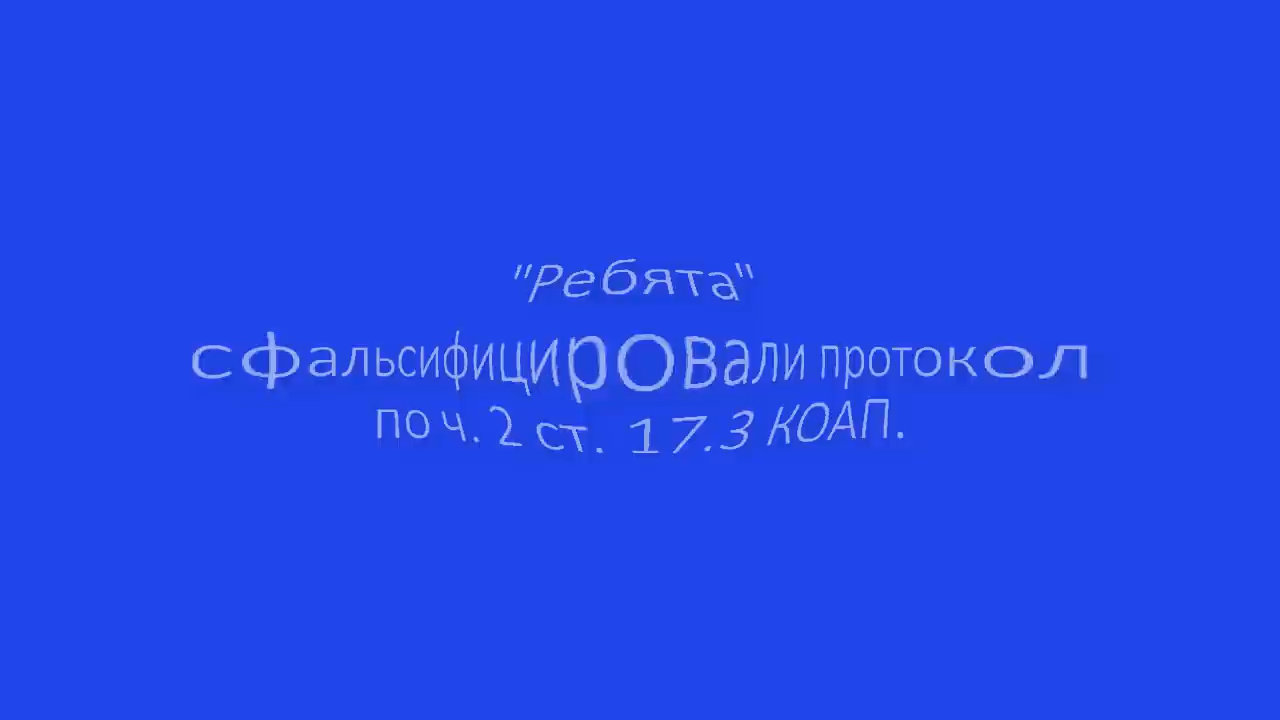 "Ребята"
сфальсифицировали протокол
по ч. 2 ст. 17.3 КОАП.